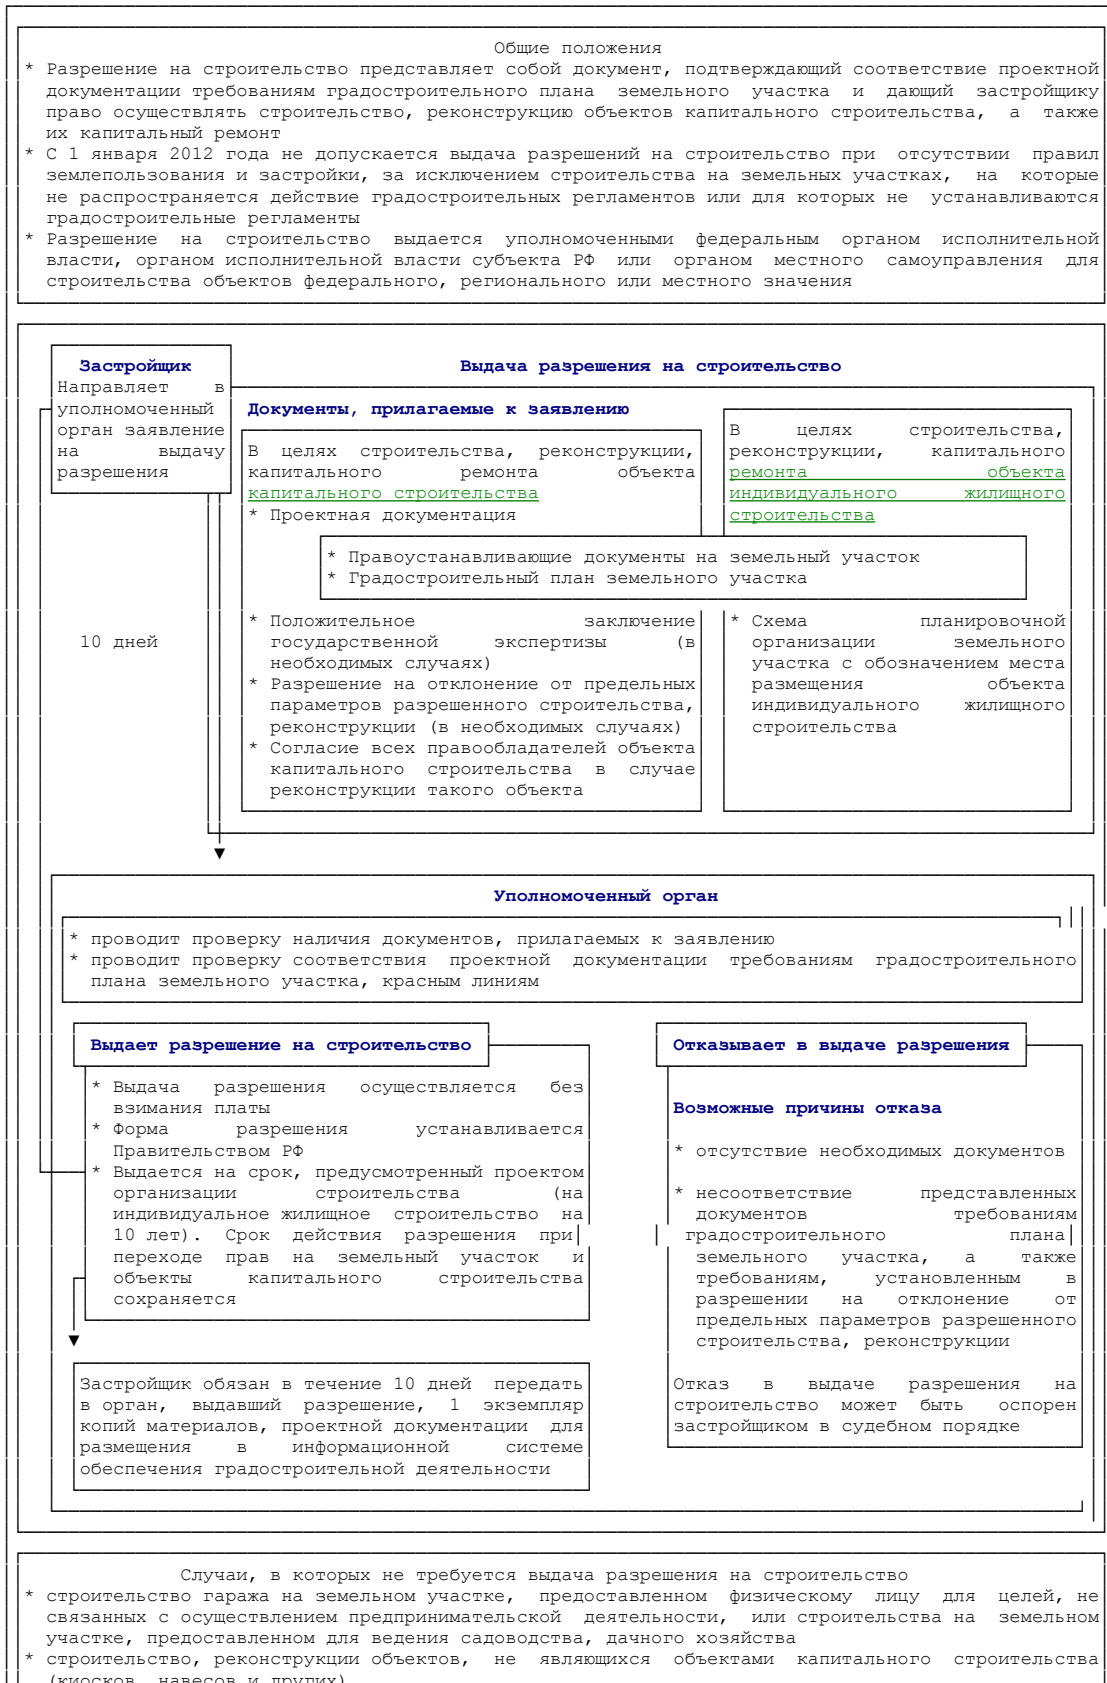 Общие положения
* Разрешение на строительство представляет собой документ, подтверждающий соответствие проектной
документации требованиям градостроительного плана земельного участка и дающий застройщику
право осуществлять строительство, реконструкцию объектов капитального строительства, а также
их капитальный ремонт
* С 1 января 2012 года не допускается выдача разрешений на строительство при отсутствии правил
землепользования и застройки, за исключением строительства на земельных участках, на которые
не распространяется действие градостроительных регламентов или для которых не устанавливаются
градостроительные регламенты
* Разрешение на строительство выдается уполномоченными федеральным органом исполнительной
власти, органом исполнительной власти субъекта РФ или органом местного самоуправления для
строительства объектов федерального, регионального или местного значения
Застройщик
Направляет в
уполномоченный
орган заявление
на выдачу
разрешения
10 дней
Выдача разрешения на строительство
Документы, прилагаемые к заявлению
В целях строительства, реконструкции,
капитального ремонта объекта
капитального строительства
* Проектная документация
В целях строительства,
реконструкции, капитального
ремонта объекта
индивидуального жилищного
строительства
* Правоустанавливающие документы на земельный участок
* Градостроительный план земельного участка
* Положительное заключение
государственной экспертизы (в
необходимых случаях)
* Разрешение на отклонение от предельных
параметров разрешенного строительства,
реконструкции (в необходимых случаях)
* Согласие всех правообладателей объекта
капитального строительства в случае
реконструкции такого объекта
* Схема планировочной
организации земельного
участка с обозначением места
размещения объекта
индивидуального жилищного
строительства
Уполномоченный орган
* проводит проверку наличия документов, прилагаемых к заявлению
* проводит проверку соответствия проектной документации требованиям градостроительного
плана земельного участка, красным линиям
Выдает разрешение на строительство
* Выдача разрешения осуществляется без
взимания платы
* Форма разрешения устанавливается
Правительством РФ
* Выдается на срок, предусмотренный проектом
организации строительства (на
индивидуальное жилищное строительство на
10 лет). Срок действия разрешения при
переходе прав на земельный участок и
объекты капитального строительства
сохраняется
Застройщик обязан в течение 10 дней передать
в орган, выдавший разрешение, 1 экземпляр
копий материалов, проектной документации для
размещения в информационной системе
обеспечения градостроительной деятельности
Отказывает в выдаче разрешения
Возможные причины отказа
* отсутствие необходимых документов
* несоответствие представленных
документов требованиям
градостроительного плана
земельного участка, а также
требованиям, установленным в
разрешении на отклонение от
предельных параметров разрешенного
строительства, реконструкции
Отказ в выдаче разрешения на
строительство может быть оспорен
застройщиком в судебном порядке
Случаи, в которых не требуется выдача разрешения на строительство
* строительство гаража на земельном участке, предоставленном физическому лицу для целей, не
связанных с осуществлением предпринимательской деятельности, или строительства на земельном
участке, предоставленном для ведения садоводства, дачного хозяйства
* строительство, реконструкции объектов, не являющихся объектами капитального строительства
(киосков, навесов и других)